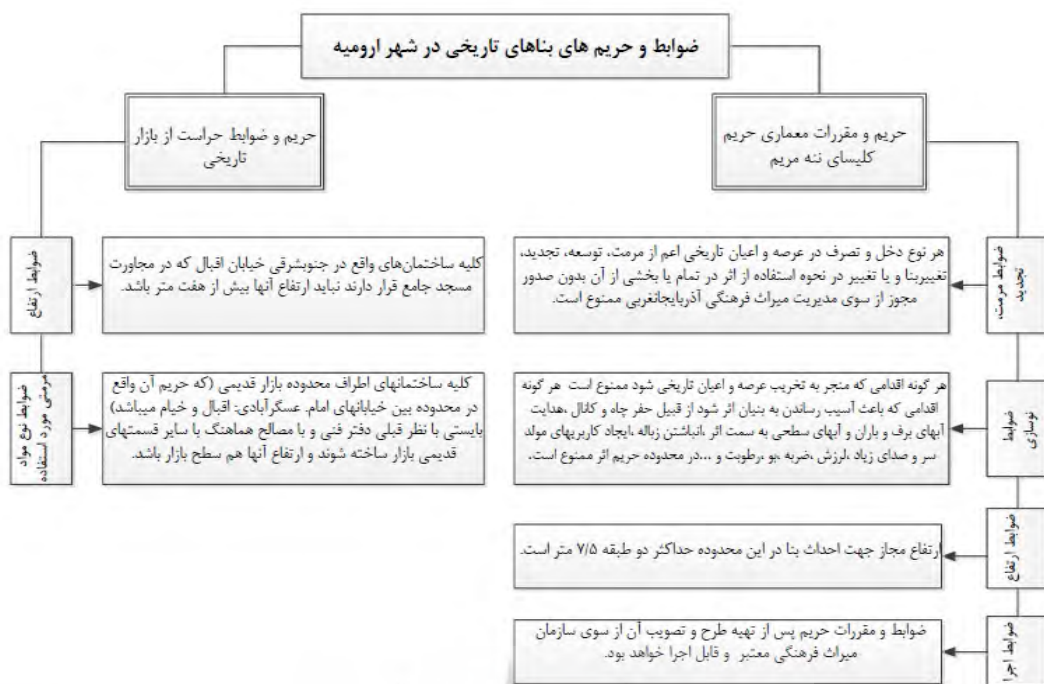 ضوابط و حریم های بناهای تاریخی در شهر ارومیه
حریم و مقررات معماری حریم
کلیسای ننه مریم
ضوابط مرمت،
تجدید
هر نوع دخل و تصرف در عرصه و اعیان تاریخی اعم از مرمت، توسعه، تجدید،
تغییربنا و یا تغییر در نحوه استفاده از اثر در تمام یا بخشی از آن بدون صدور
مجوز از سوی مدیریت میراث فرهنگی آذربایجانغربی ممنوع است.
ضوابط
نوسازی
هر گونه اقدامی که منجر به تخریب عرصه و اعیان تاریخی شود ممنوع است هر گونه
اقدامی که باعث آسیب رساندن به بنیان اثر شود از قبیل حفر چاه و کانال ،هدایت
آبهای برف و باران و آبهای سطحی به سمت اثر ،انباشتن زباله ،ایجاد کاربریهای مولد
سر و صدای زیاد ،لرزش ،ضربه ،بو ،رطوبت و ...در محدوده حریم اثر ممنوع است.
ضوابط ارتفاع
ارتفاع مجاز جهت احداث بنا در این محدوده حداکثر دو طبقه ۷/۵ متر است.
ضوابط اجرا
ضوابط و مقررات حریم پس از تهیه طرح و تصویب آن از سوی سازمان
میراث فرهنگی معتبر و قابل اجرا خواهد بود.
حریم و ضوابط حراست از بازار
تاریخی
ضوابط ارتفاع
کلیه ساختمان‌های واقع در جنوبشرقی خیابان اقبال که در مجاورت
مسجد جامع قرار دارند نباید ارتفاع آنها بیش از هفت متر باشد.
ضوابط نوع مواد
مرمتی مورد استفاده
کلیه ساختمانهای اطراف محدوده بازار قدیمی (که حریم آن واقع
در محدوده بین خیابانهای امام. عسگرآبادی: اقبال و خیام میباشد)
بایستی با نظر قبلی دفتر فنی و با مصالح هماهنگ با سایر قسمتهای
قدیمی بازار ساخته شوند و ارتفاع آنها هم سطح بازار باشد.